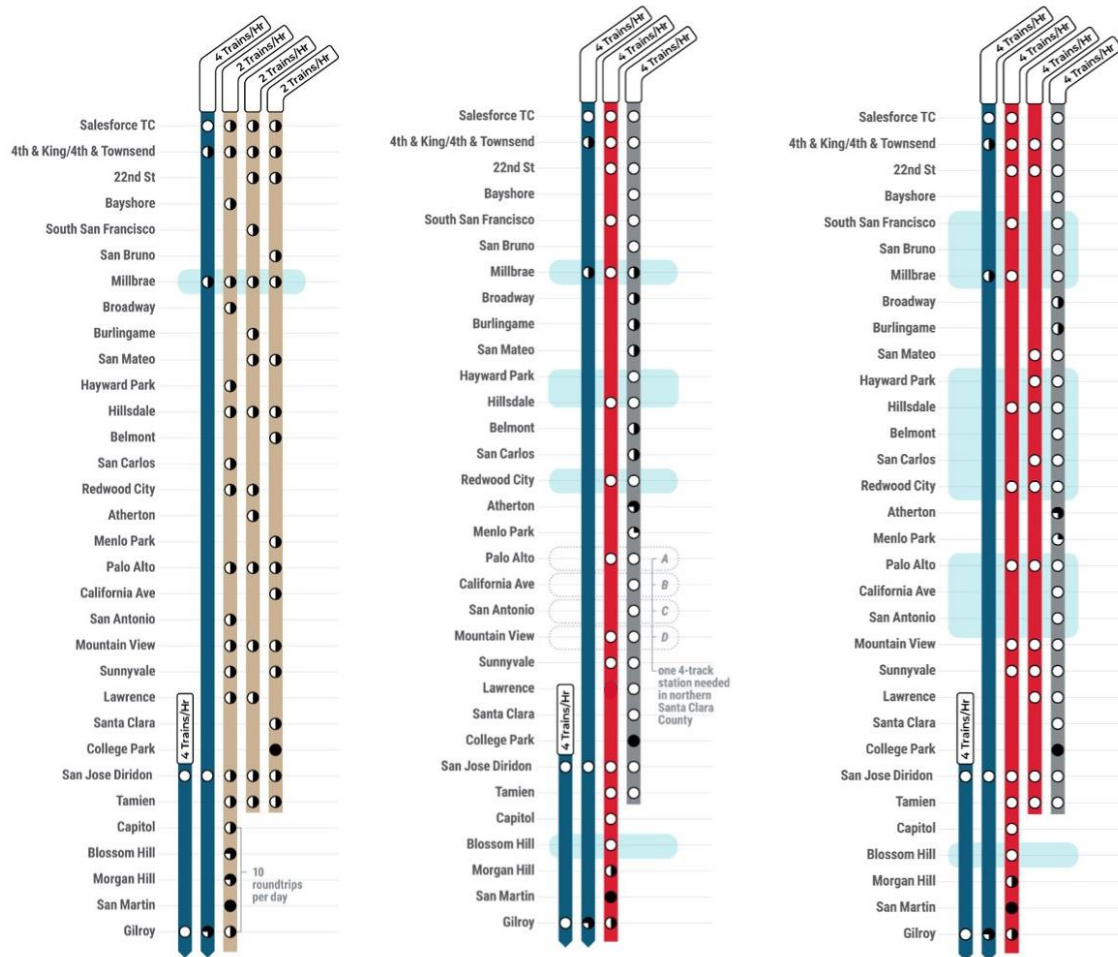 4 Trains/Hr
2 Trains/Hr
2 Trains/Hr
2 Trains/Hr
Salesforce TC
4th & King/4th & Townsend
22nd St
Bayshore
South San Francisco
San Bruno
Millbrae
Broadway
Burlingame
San Mateo
Hayward Park
Hillsdale
Belmont
San Carlos
Redwood City
Atherton
Menlo Park
Palo Alto
California Ave
San Antonio
Mountain View
Sunnyvale
Lawrence
Santa Clara
College Park
San Jose Diridon
Tamien
Capitol
Blossom Hill
Morgan Hill
San Martin
Gilroy
4 Trains/Hr
10
roundtrips
per day
4 Trains/Hr
4 Trains/Hr
4 Trains/Hr
Salesforce TC
4th & King/4th & Townsend
22nd St
Bayshore
South San Francisco
San Bruno
Millbrae
Broadway
Burlingame
San Mateo
Hayward Park
Hillsdale
Belmont
San Carlos
Redwood City
Atherton
Menlo Park
Palo Alto
A
California Ave
B
San Antonio
C
Mountain View
D
Sunnyvale
Lawrence
Santa Clara
College Park
San Jose Diridon
Tamien
Capitol
Blossom Hill
Morgan Hill
San Martin
Gilroy
4 Trains/Hr
one 4-track
station needed
in northern
Santa Clara
County
4 Trains/Hr
4 Trains/Hr
4 Trains/Hr
4 Trains/Hr
Salesforce TC
4th & King/4th & Townsend
22nd St
Bayshore
South San Francisco
San Bruno
Millbrae
Broadway
Burlingame
San Mateo
Hayward Park
Hillsdale
Belmont
San Carlos
Redwood City
Atherton
Menlo Park
Palo Alto
California Ave
San Antonio
Mountain View
Sunnyvale
Lawrence
Santa Clara
College Park
San Jose Diridon
Tamien
Capitol
Blossom Hill
Morgan Hill
San Martin
Gilroy
4 Trains/Hr